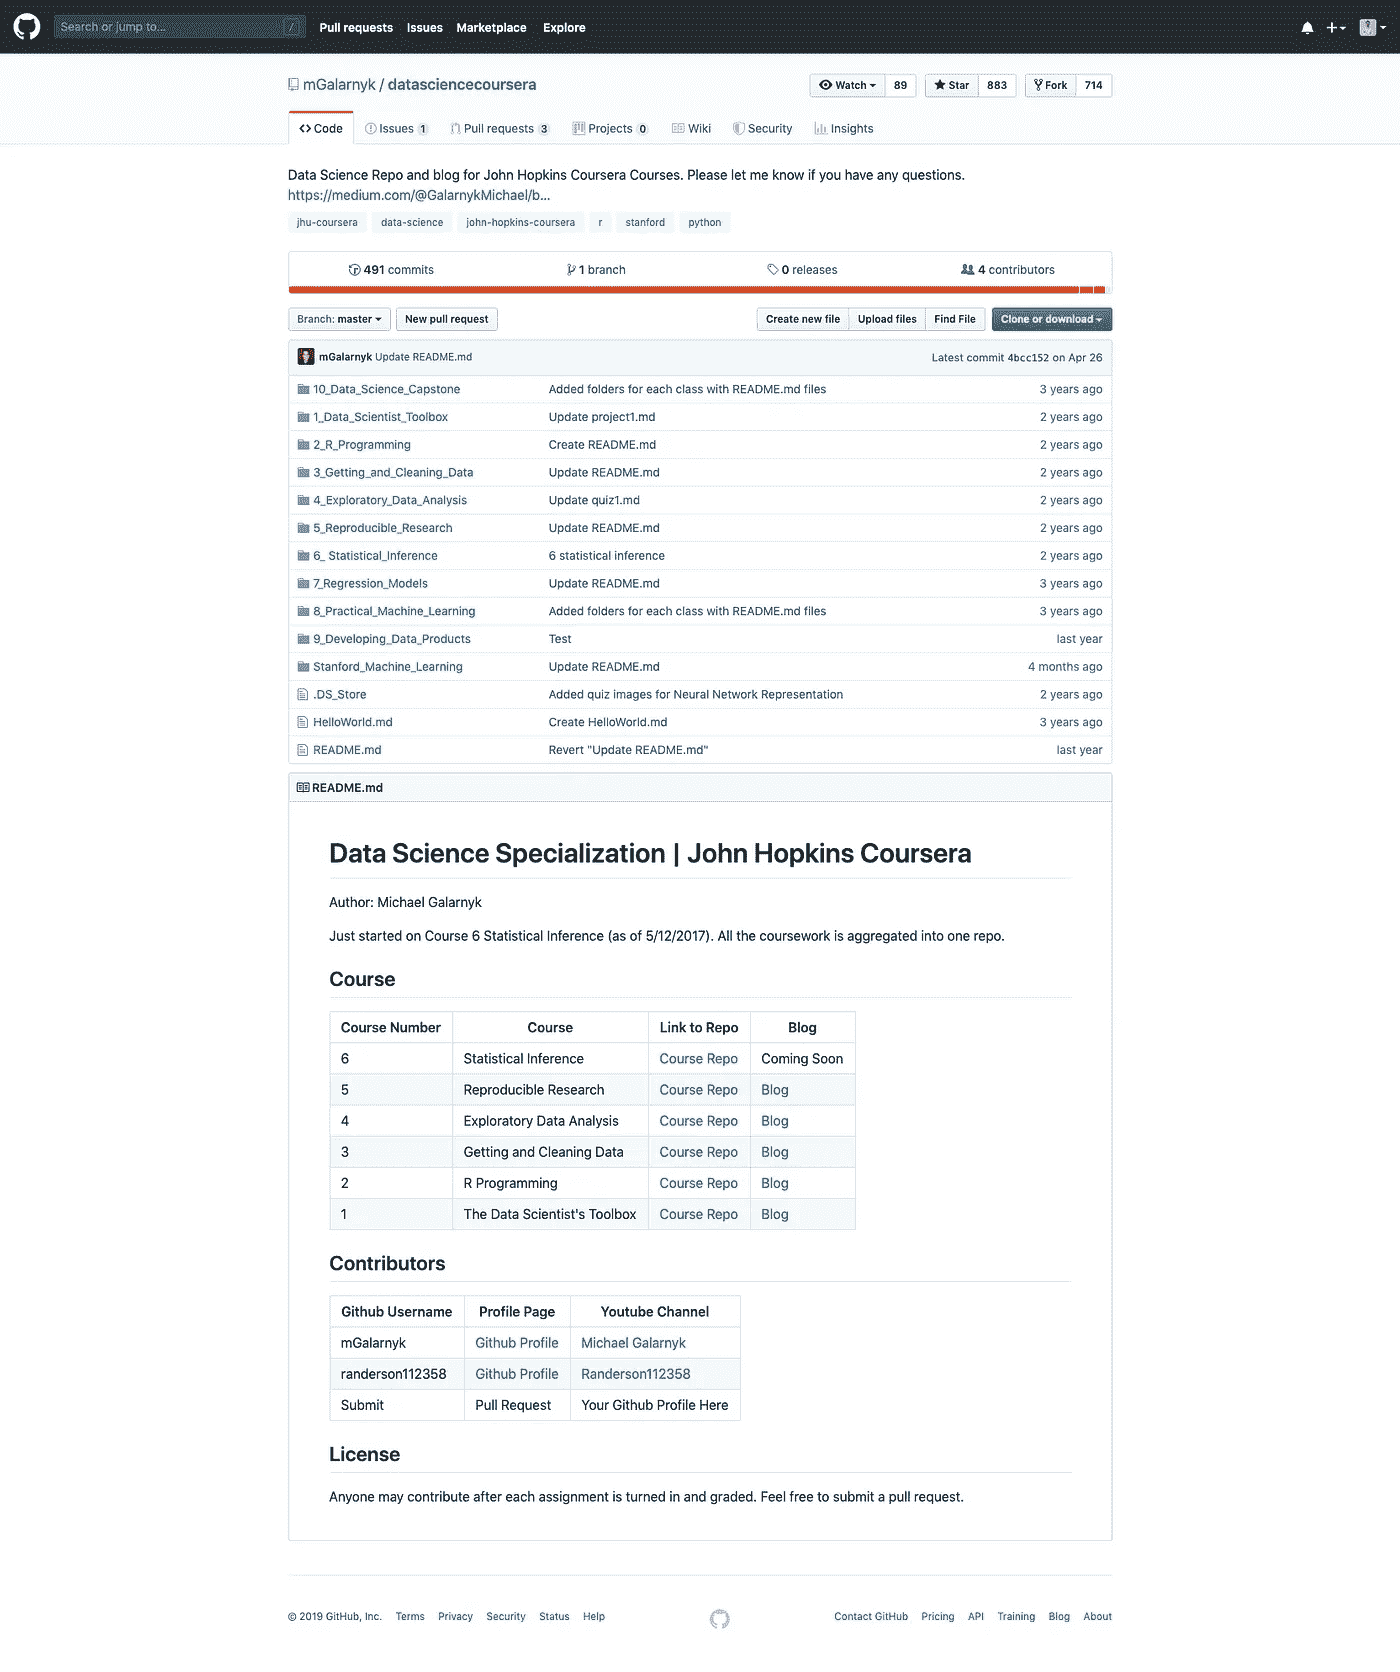 Search or jump to... /
Pull requests Issues Marketplace Explore
mGalarnyk / datasciencecoursera
Watch 89 Star 883 Fork 714
Code Issues 1 Pull requests 3 Projects 0 Wiki Security Insights
Data Science Repo and blog for John Hopkins Coursera Courses. Please let me know if you have any questions.
https://medium.com/@GalarnykMichael/b...
jhu-coursera data-science john-hopkins-coursera r stanford python
491 commits 1 branch 0 releases 4 contributors
Branch: master New pull request Create new file Upload files Find File Clone or download
mGalarnyk Update README.md Latest commit 4bcc152 on Apr 26
10_Data_Science_Capstone Added folders for each class with README.md files 3 years ago
1_Data_Scientist_Toolbox Update project1.md 2 years ago
2_R_Programming Create README.md 2 years ago
3_Getting_and_Cleaning_Data Update README.md 2 years ago
4_Exploratory_Data_Analysis Update quiz1.md 2 years ago
5_Reproducible_Research Update README.md 2 years ago
6_ Statistical_Inference 6 statistical inference 2 years ago
7_Regression_Models Update README.md 3 years ago
8_Practical_Machine_Learning Added folders for each class with README.md files 3 years ago
9_Developing_Data_Products Test last year
Stanford_Machine_Learning Update README.md 4 months ago
.DS_Store Added quiz images for Neural Network Representation 2 years ago
HelloWorld.md Create HelloWorld.md 3 years ago
README.md Revert "Update README.md" last year
README.md
Data Science Specialization | John Hopkins Coursera
Author: Michael Galarnyk
Just started on Course 6 Statistical Inference (as of 5/12/2017). All the coursework is aggregated into one repo.
Course
Course Number Course Link to Repo Blog
6 Statistical Inference Course Repo Coming Soon
5 Reproducible Research Course Repo Blog
4 Exploratory Data Analysis Course Repo Blog
3 Getting and Cleaning Data Course Repo Blog
2 R Programming Course Repo Blog
1 The Data Scientist's Toolbox Course Repo Blog
Contributors
Github Username Profile Page Youtube Channel
mGalarnyk Github Profile Michael Galarnyk
randerson112358 Github Profile Randerson112358
Submit Pull Request Your Github Profile Here
License
Anyone may contribute after each assignment is turned in and graded. Feel free to submit a pull request.
© 2019 GitHub, Inc. Terms Privacy Security Status Help Contact GitHub Pricing API Training Blog About